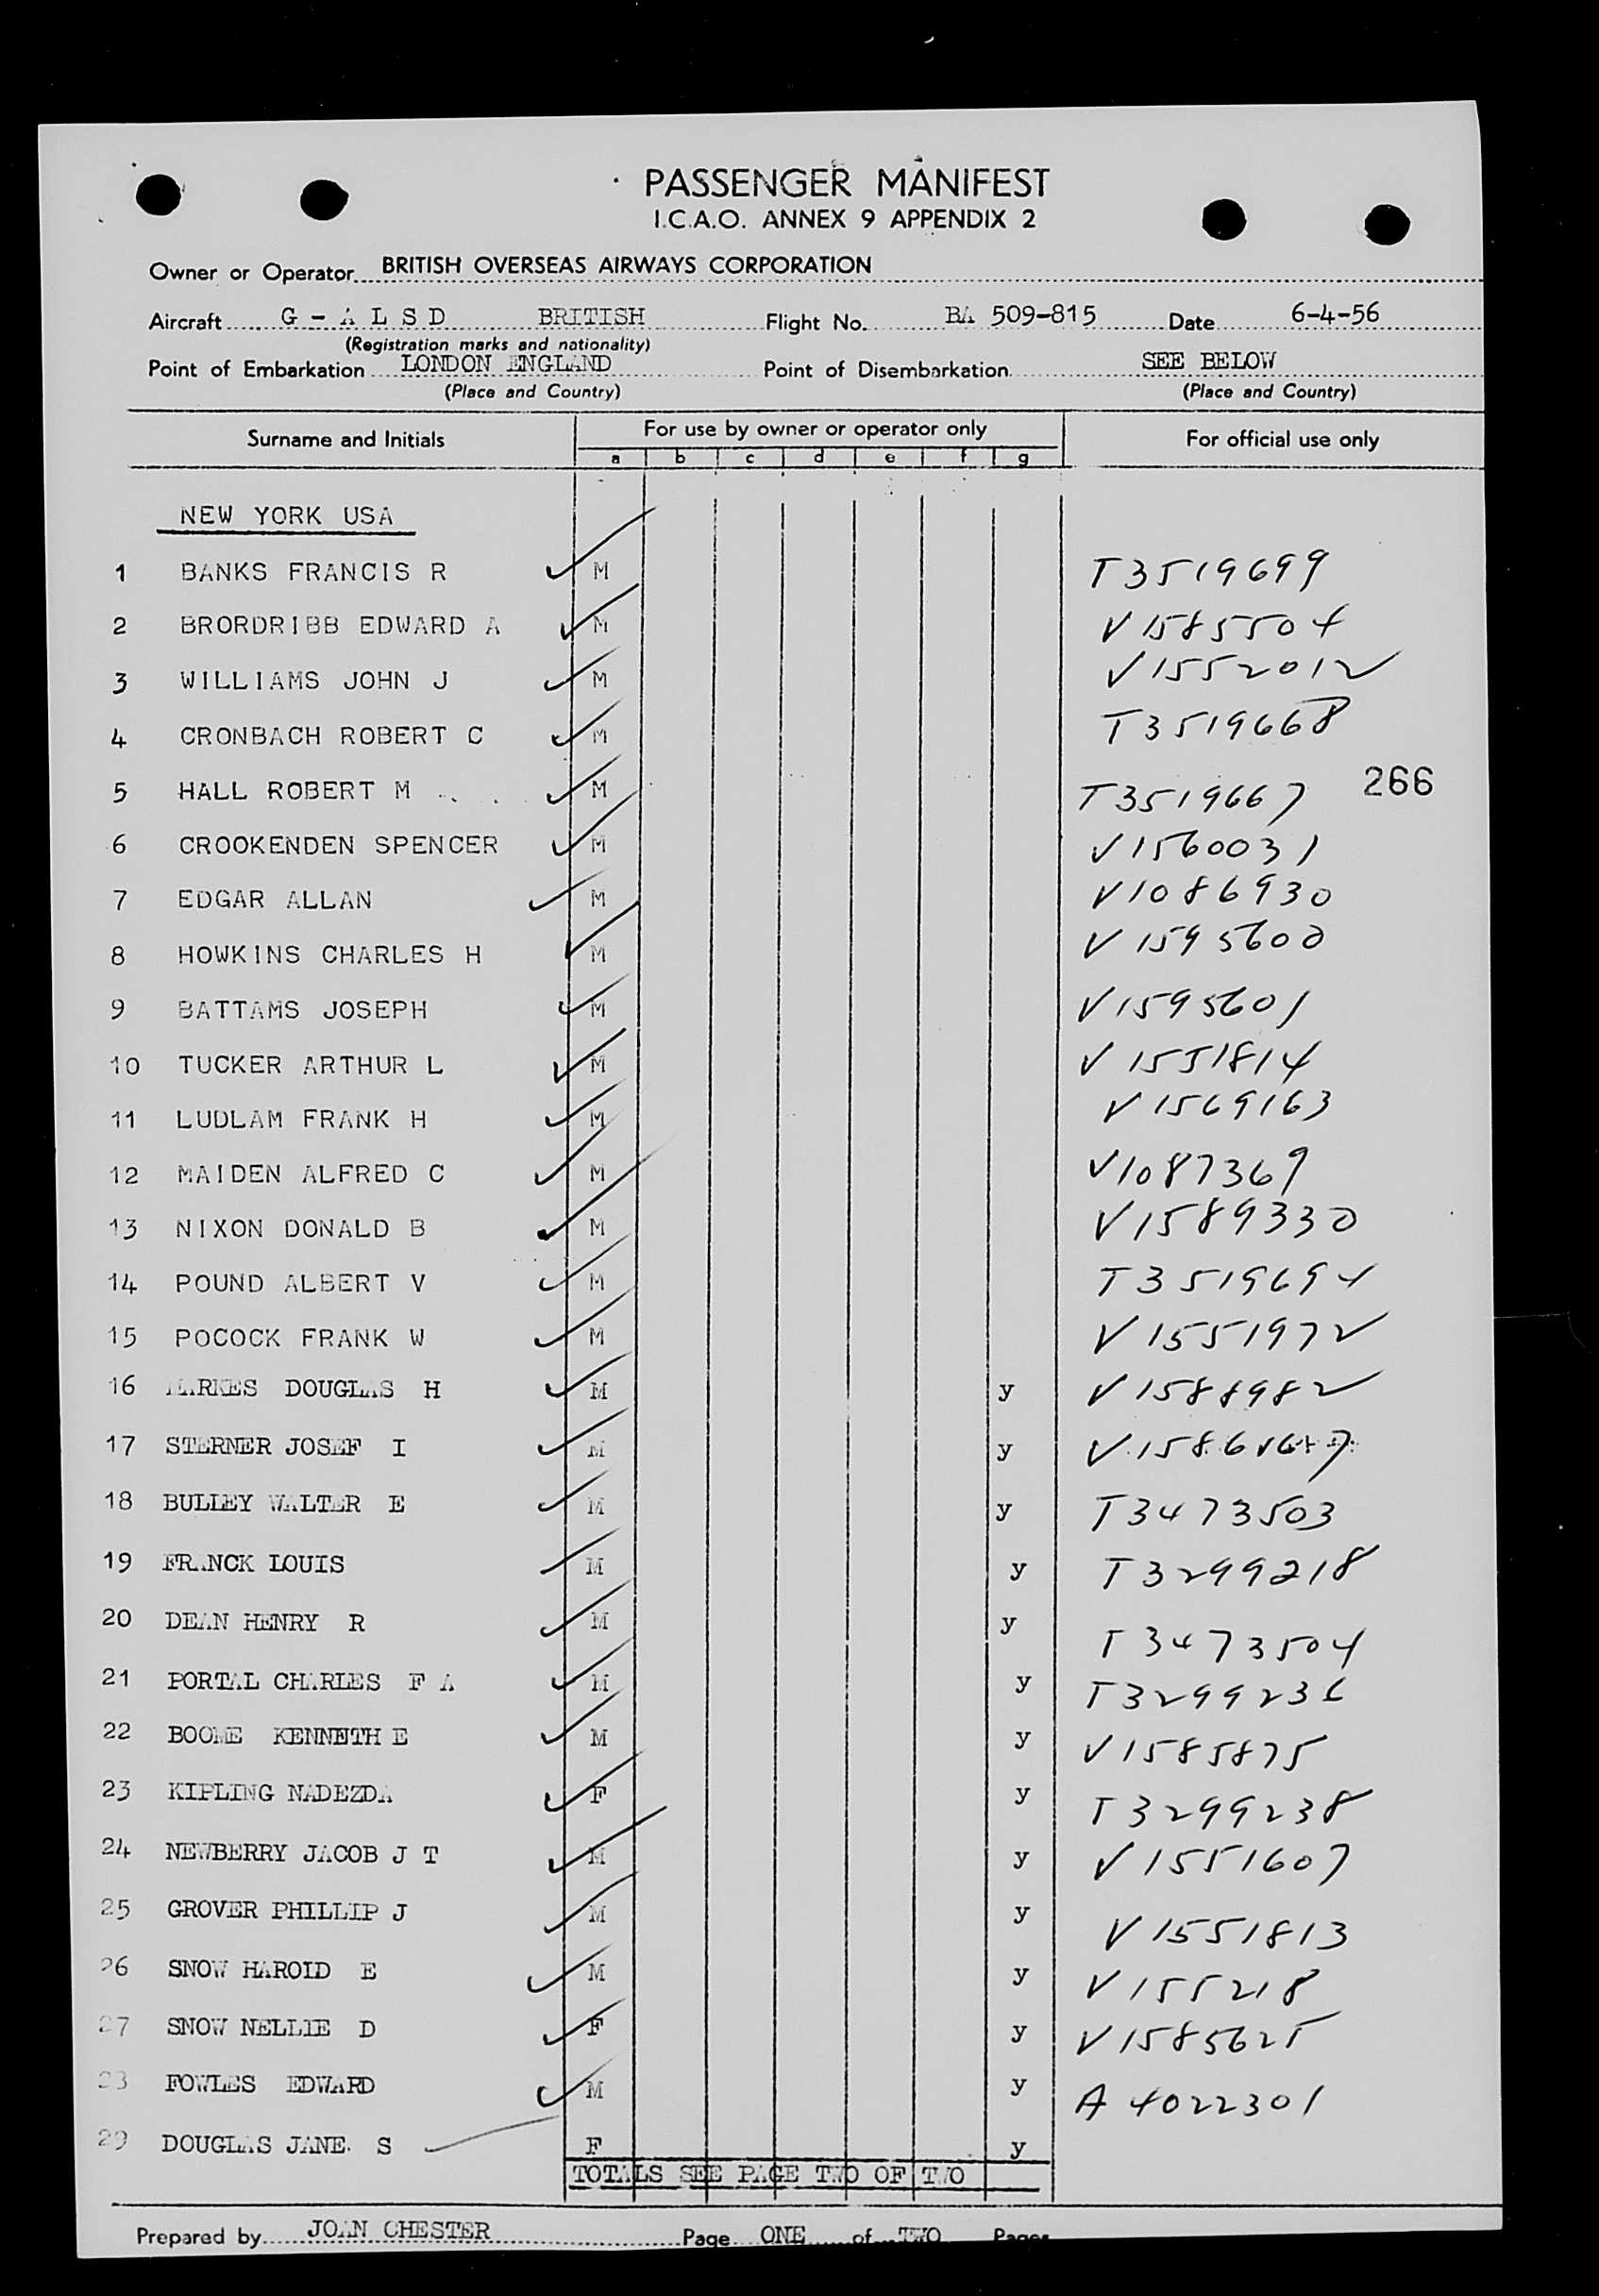 PASSENGER MANIFEST
I.C.A.O. ANNEX 9 APPENDIX 2
Owner or Operator BRITISH OVERSEAS AIRWAYS CORPORATION
Aircraft G - A L S D BRITISH Flight No. BA 509-815 Date 6-4-56
(Registration marks and nationality)
Point of Embarkation LONDON ENGLAND Point of Disembarkation SEE BELOW
(Place and Country) (Place and Country)
Surname and Initials For use by owner or operator only For official use only
a b c d e f g
NEW YORK USA
1 BANKS FRANCIS R M T3519699
2 BRORDRIBB EDWARD A M V1585504
3 WILLIAMS JOHN J M V1552012
4 CRONBACH ROBERT C M T3519668
5 HALL ROBERT M M T3519667 266
6 CROOKENDEN SPENCER M V1560031
7 EDGAR ALLAN M V1086930
8 HOWKINS CHARLES H M V1595600
9 BATTAMS JOSEPH M V1595601
10 TUCKER ARTHUR L M V1551814
11 LUDLAM FRANK H M V1569163
12 MAIDEN ALFRED C M V1087369
13 NIXON DONALD B M V1589330
14 POUND ALBERT V M T3519694
15 POCOCK FRANK W M V1551972
16 DOUGLAS H M y V1588982
17 STERNER JOSEF I M y
18 BULLEY WALTER E M y T3473503
19 FRANCK LOUIS M y T3299218
20 DEAN HENRY R M y T3473504
21 PORTAL CHARLES F A M y T3299236
22 BOOME KENNETH E M y V1585875
23 KIPLING NADEZDA F y T3299238
24 NEWBERRY JACOB J T M y V1551607
25 GROVER PHILLIP J M y V1551813
26 SNOW HAROLD E M y V155218
27 SNOW NELLIE D F y V1585625
28 FOWLES EDWARD M y A 4022301
29 DOUGLAS JANE. S F y
TOTALS SEE PAGE TWO OF TWO
Prepared by JOAN CHESTER Page ONE of TWO Pages